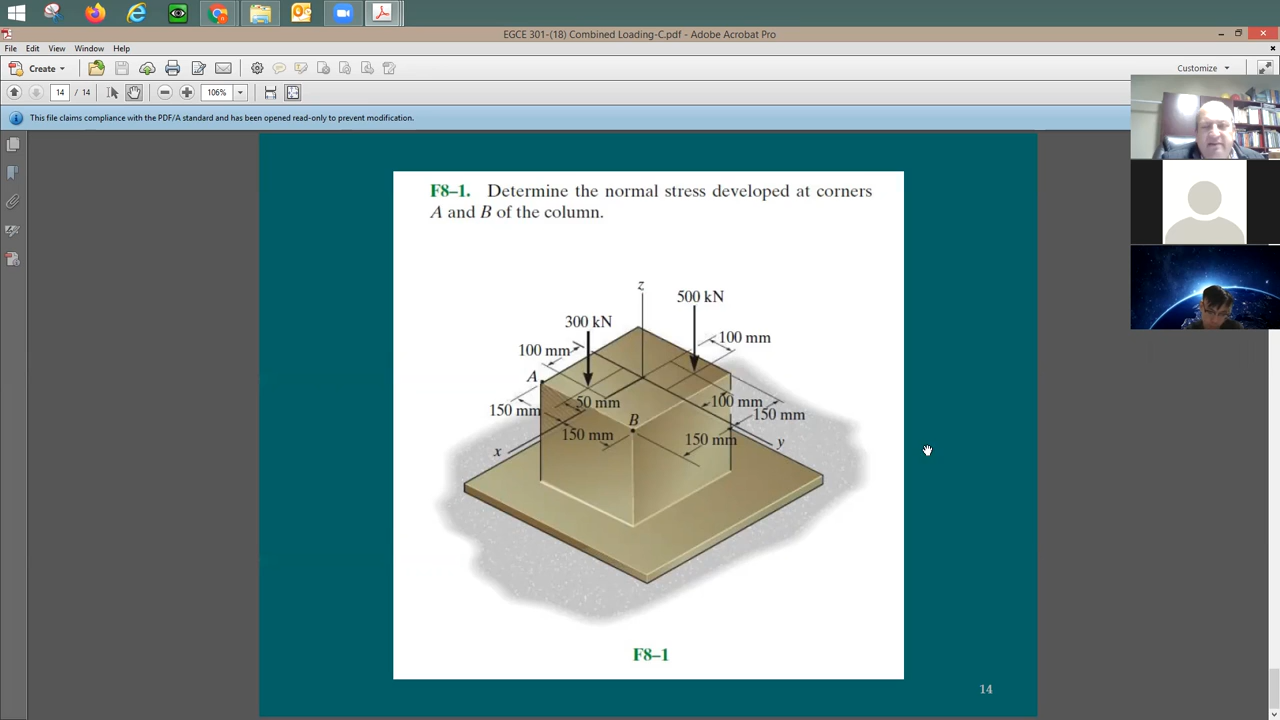 EGCE 301-(18) Combined Loading-C.pdf - Adobe Acrobat Pro
File Edit View Window Help
Create Customize
14 / 14 106%
This file claims compliance with the PDF/A standard and has been opened read-only to prevent modification.
F8–1. Determine the normal stress developed at corners
A and B of the column.
z
500 kN
300 kN
100 mm
100 mm
A
50 mm
100 mm
150 mm
150 mm
B
150 mm
150 mm
y
x
F8–1
14